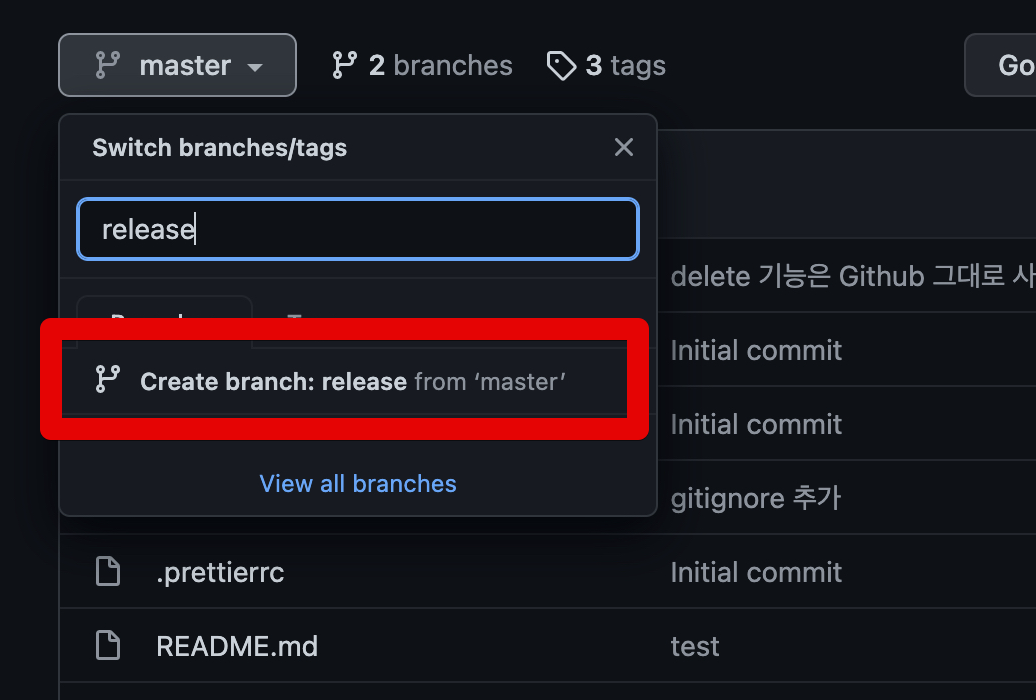 master 2 branches 3 tags Go
Switch branches/tags
release
Create branch: release from ‘master’
View all branches
delete 기능은 Github 그대로 사
Initial commit
Initial commit
gitignore 추가
.prettierrc Initial commit
README.md test